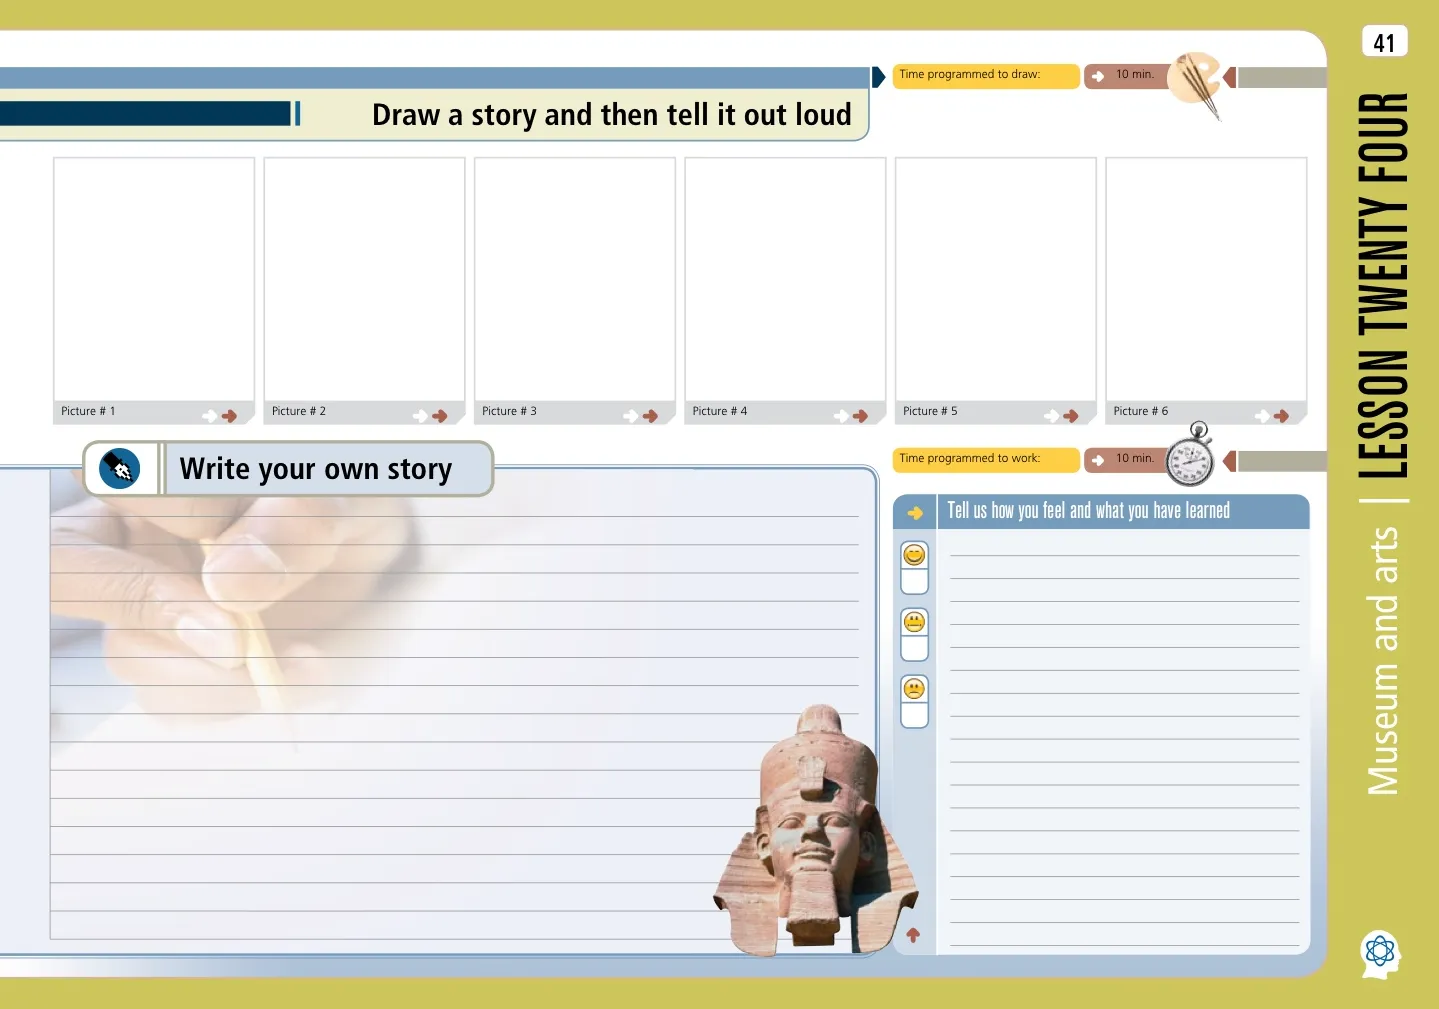 41
Time programmed to draw:
10 min.
Draw a story and then tell it out loud
Picture # 1
Picture # 2
Picture # 3
Picture # 4
Picture # 5
Picture # 6
Write your own story
Time programmed to work:
10 min.
Tell us how you feel and what you have learned
Museum and arts | LESSON TWENTY FOUR